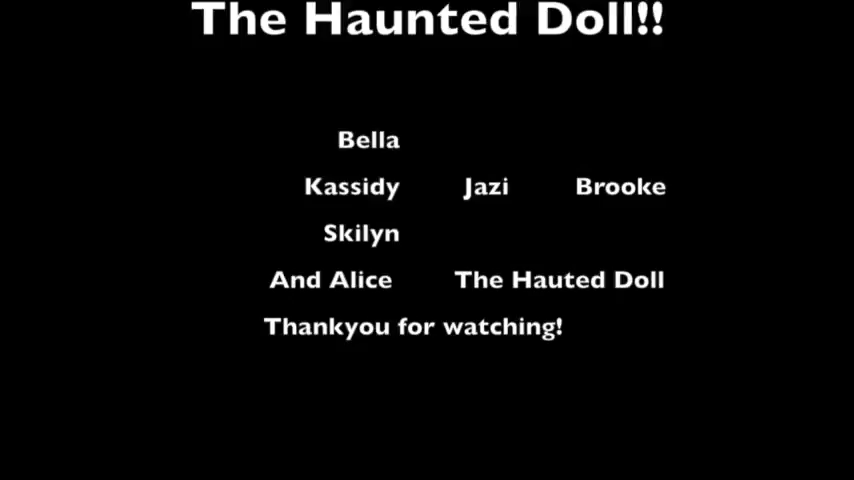 The Haunted Doll!!
Bella
Kassidy Jazi Brooke
Skilyn
And Alice The Hauted Doll
Thankyou for watching!